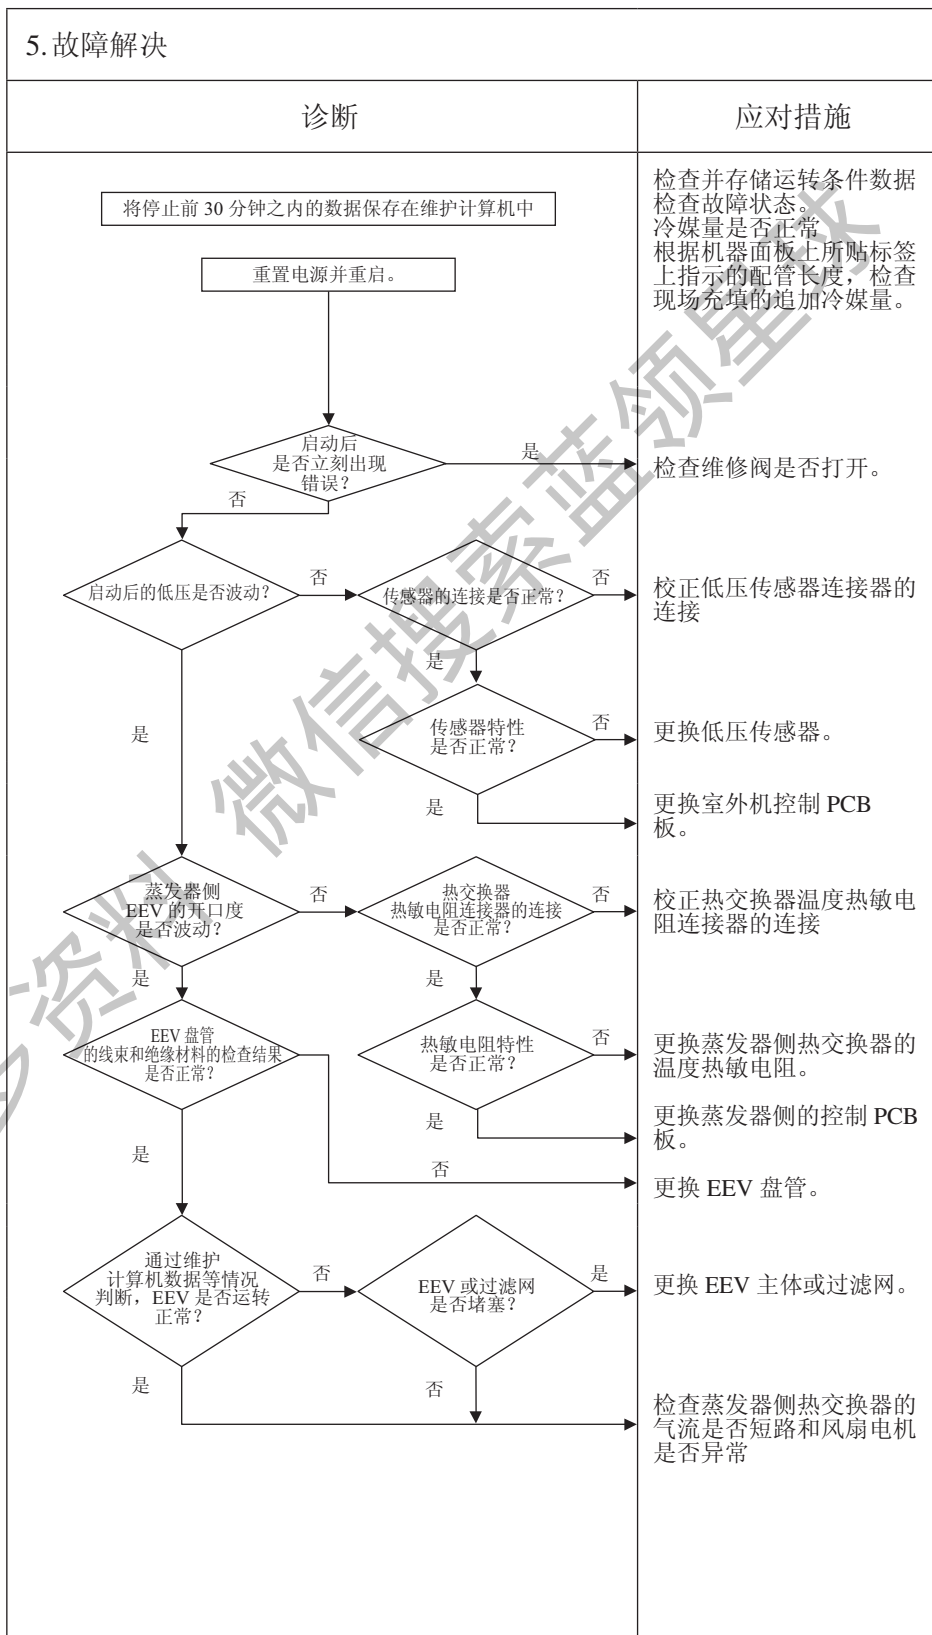 5.故障解决
诊断
应对措施
将停止前 30 分钟之内的数据保存在维护计算机中
检查并存储运转条件数据
检查故障状态。
冷媒量是否正常
根据机器面板上所贴标签
上指示的配管长度，检查
现场充填的追加冷媒量。
重置电源并重启。
启动后
是否立刻出现
错误？
是
检查维修阀是否打开。
否
启动后的低压是否波动？
否
传感器的连接是否正常？
否
校正低压传感器连接器的
连接
是
是
传感器特性
是否正常？
否
更换低压传感器。
是
更换室外机控制 PCB
板。
蒸发器侧
EEV 的开口度
是否波动？
否
热交换器
热敏电阻连接器的连接
是否正常？
否
校正热交换器温度热敏电
阻连接器的连接
是
是
EEV 盘管
的线束和绝缘材料的检查结果
是否正常？
热敏电阻特性
是否正常？
否
更换蒸发器侧热交换器的
温度热敏电阻。
是
更换蒸发器侧的控制 PCB
板。
是
否
更换 EEV 盘管。
通过维护
计算机数据等情况
判断，EEV 是否运转
正常？
否
EEV 或过滤网
是否堵塞？
是
更换 EEV 主体或过滤网。
是
否
检查蒸发器侧热交换器的
气流是否短路和风扇电机
是否异常
多资料 微信搜索蓝领星球